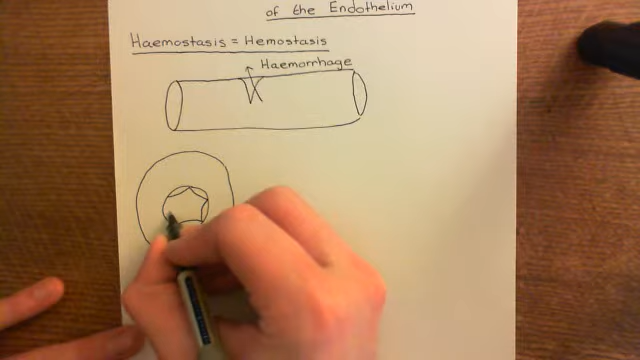 of the Endothelium
Haemostasis = Hemostasis
Haemorrhage